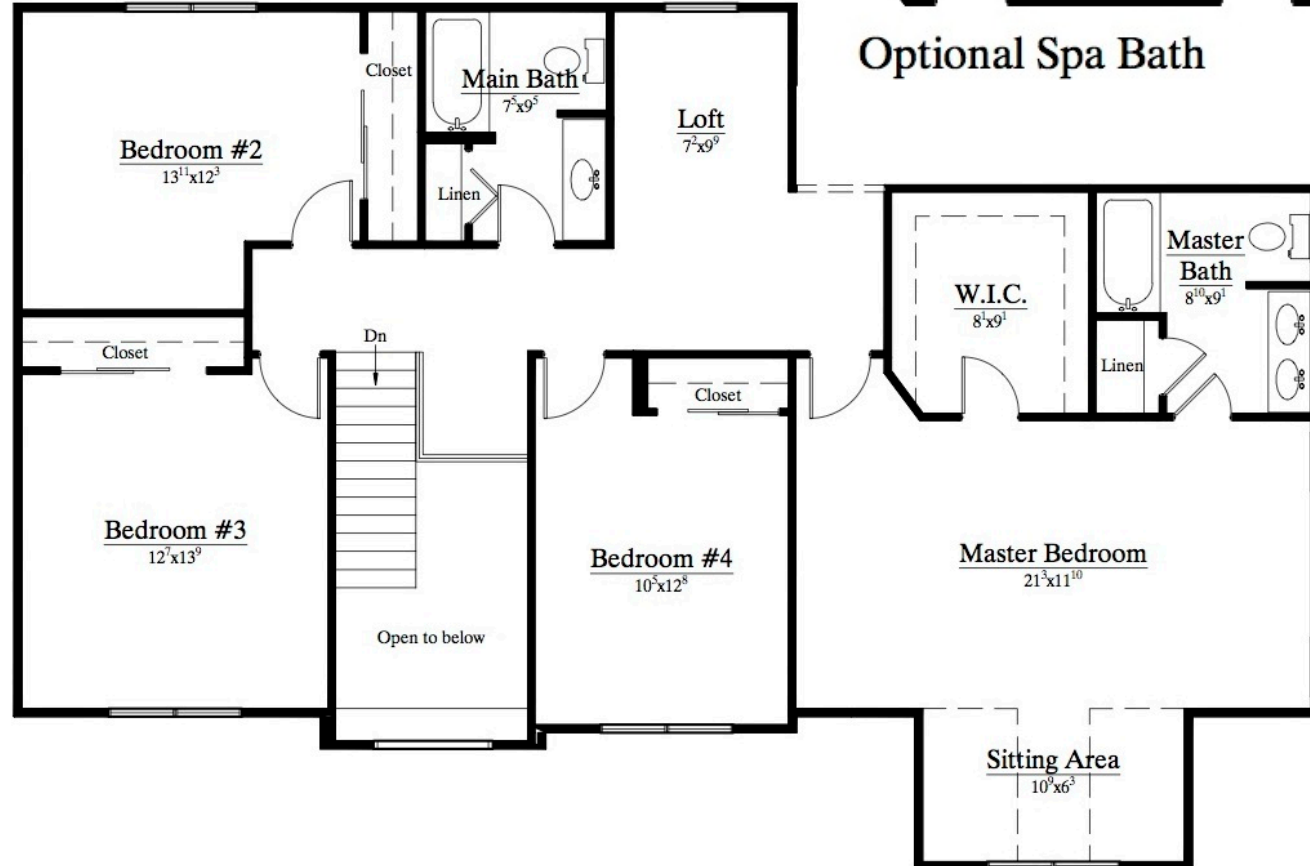 Optional Spa Bath
Closet
Main Bath
7⁵x9⁵
Loft
7²x9⁹
Bedroom #2
13¹¹x12³
Linen
Master
Bath
8¹⁰x9¹
W.I.C.
8¹x9¹
Dn
Closet
Linen
Closet
Bedroom #3
12⁷x13⁹
Bedroom #4
10⁵x12⁸
Master Bedroom
21³x11¹⁰
Open to below
Sitting Area
10⁹x6³